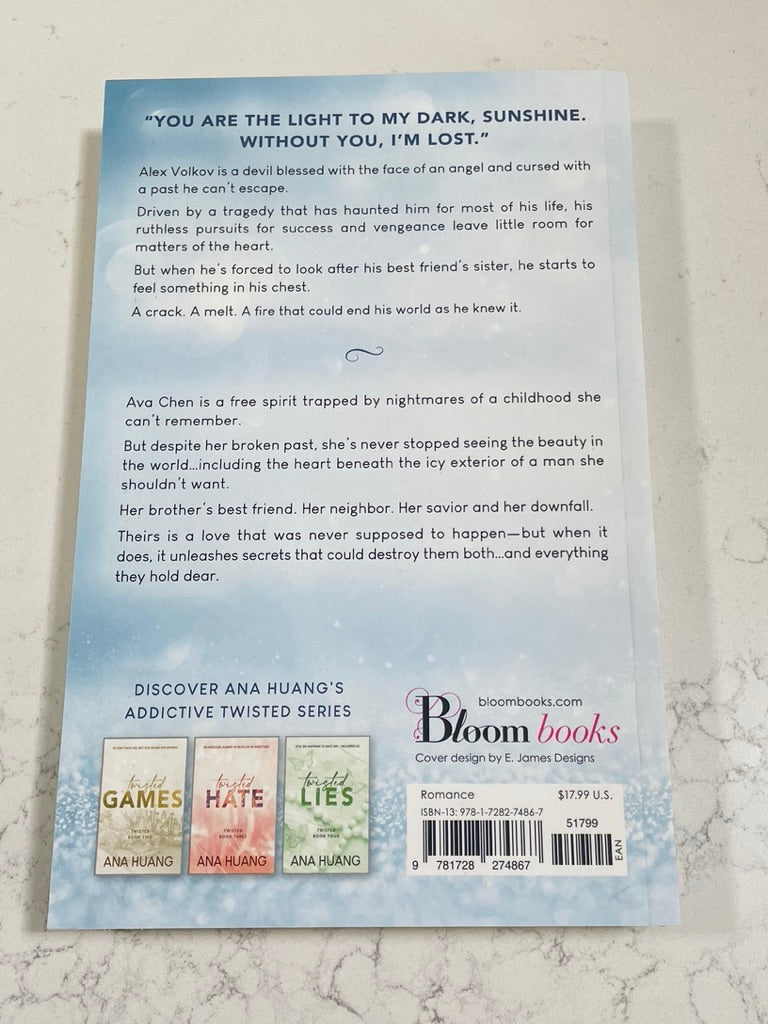 "YOU ARE THE LIGHT TO MY DARK, SUNSHINE.
WITHOUT YOU, I'M LOST."
Alex Volkov is a devil blessed with the face of an angel and cursed with
a past he can't escape.
Driven by a tragedy that has haunted him for most of his life, his
ruthless pursuits for success and vengeance leave little room for
matters of the heart.
But when he's forced to look after his best friend's sister, he starts to
feel something in his chest.
A crack. A melt. A fire that could end his world as he knew it.
Ava Chen is a free spirit trapped by nightmares of a childhood she
can't remember.
But despite her broken past, she's never stopped seeing the beauty in
the world...including the heart beneath the icy exterior of a man she
shouldn't want.
Her brother's best friend. Her neighbor. Her savior and her downfall.
Theirs is a love that was never supposed to happen—but when it
does, it unleashes secrets that could destroy them both...and everything
they hold dear.
DISCOVER ANA HUANG'S
ADDICTIVE TWISTED SERIES
twisted
GAMES
TWISTED
BOOK TWO
ANA HUANG
twisted
HATE
TWISTED
BOOK THREE
ANA HUANG
twisted
LIES
TWISTED
BOOK FOUR
ANA HUANG
bloombooks.com
Bloom books
Cover design by E. James Designs
Romance $17.99 U.S.
ISBN-13: 978-1-7282-7486-7
51799
EAN
9 781728 274867